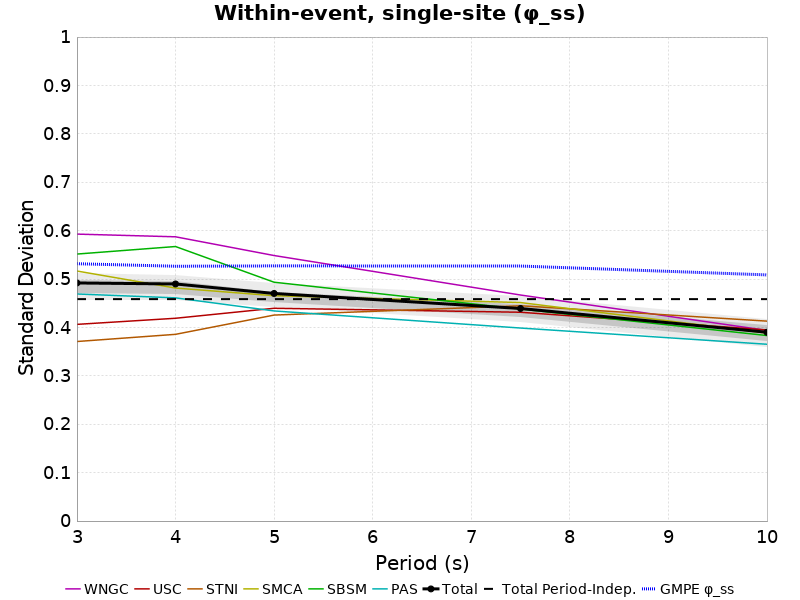 Within-event, single-site (φ_ss)
Standard Deviation
1
0.9
0.8
0.7
0.6
0.5
0.4
0.3
0.2
0.1
0
3 4 5 6 7 8 9 10
Period (s)
WNGC USC STNI SMCA SBSM PAS Total Total Period-Indep. GMPE φ_ss